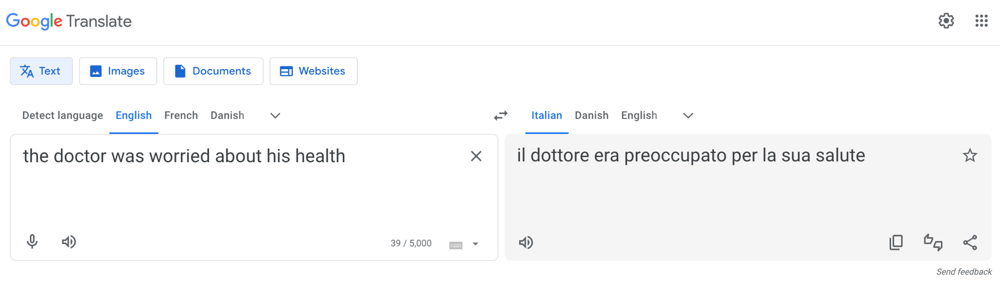 Google Translate
Text Images Documents Websites
Detect language English French Danish Italian Danish English
the doctor was worried about his health
il dottore era preoccupato per la sua salute
39 / 5,000
Send feedback